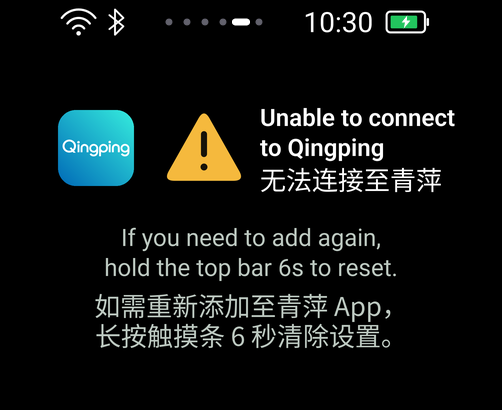 10:30
Qingping
Unable to connect
to Qingping
无法连接至青萍
If you need to add again,
hold the top bar 6s to reset.
如需重新添加至青萍 App，
长按触摸条 6 秒清除设置。